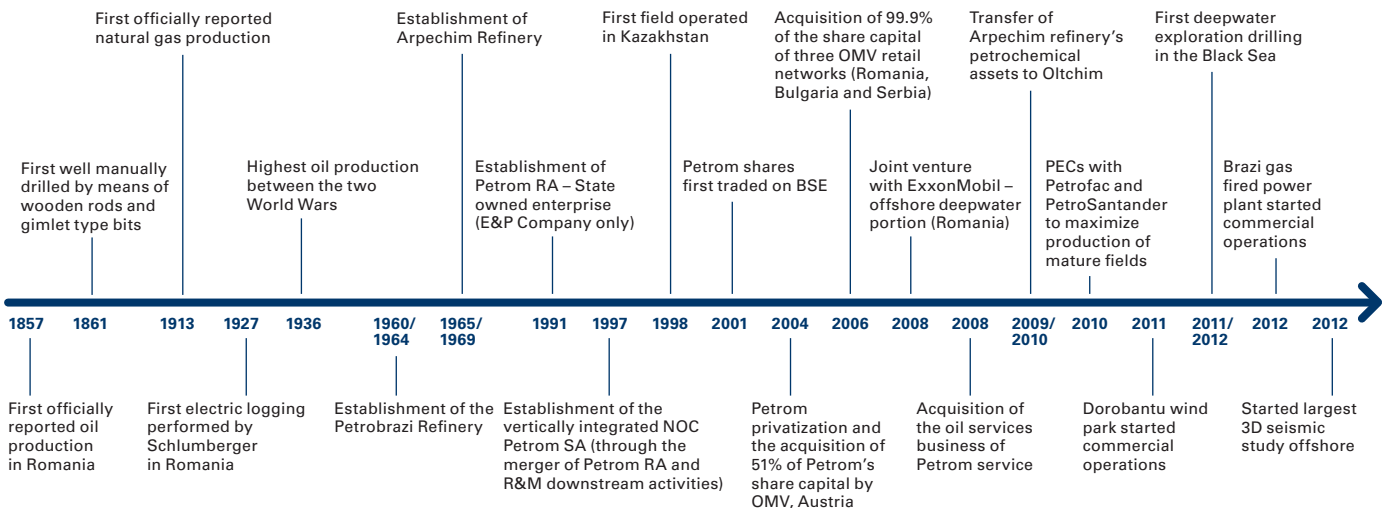 First officially reported
natural gas production
Establishment of
Arpechim Refinery
First field operated
in Kazakhstan
Acquisition of 99.9%
of the share capital
of three OMV retail
networks (Romania,
Bulgaria and Serbia)
Transfer of
Arpechim refinery’s
petrochemical
assets to Oltchim
First deepwater
exploration drilling
in the Black Sea
First well manually
drilled by means of
wooden rods and
gimlet type bits
Highest oil production
between the two
World Wars
Establishment of
Petrom RA – State
owned enterprise
(E&P Company only)
Petrom shares
first traded on BSE
Joint venture
with ExxonMobil –
offshore deepwater
portion (Romania)
PECs with
Petrofac and
PetroSantander
to maximize
production of
mature fields
Brazi gas
fired power
plant started
commercial
operations
1857
1861
1913
1927
1936
1960/
1964
1965/
1969
1991
1997
1998
2001
2004
2006
2008
2008
2009/
2010
2010
2011
2011/
2012
2012
2012
First officially
reported oil
production
in Romania
First electric logging
performed by
Schlumberger
in Romania
Establishment of the
Petrobrazi Refinery
Establishment of the
vertically integrated NOC
Petrom SA (through the
merger of Petrom RA and
R&M downstream activities)
Petrom
privatization and
the acquisition of
51% of Petrom’s
share capital by
OMV, Austria
Acquisition of
the oil services
business of
Petrom service
Dorobantu wind
park started
commercial
operations
Started largest
3D seismic
study offshore